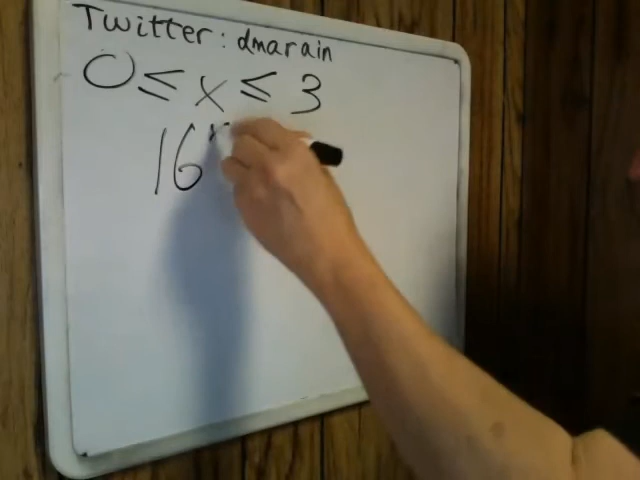 Twitter: dmarain
0 ≤ x ≤ 3
16